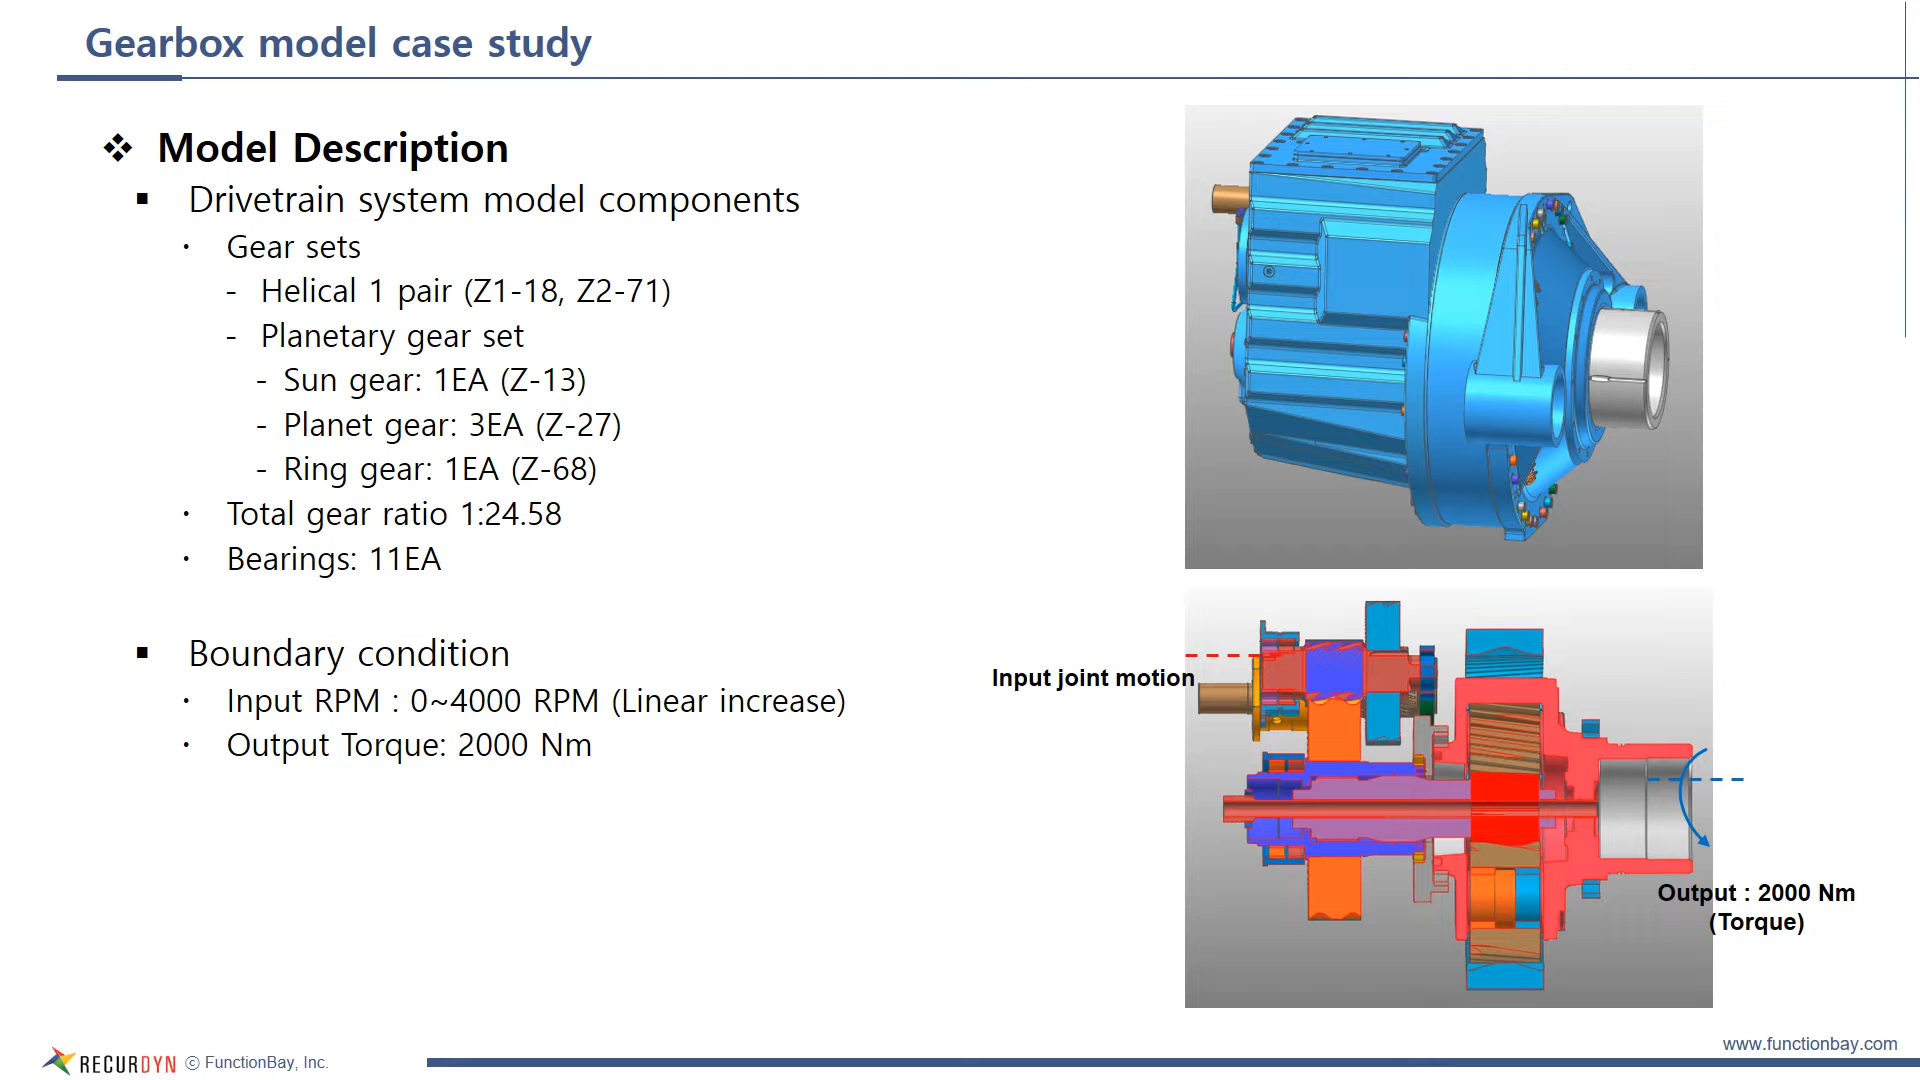 Gearbox model case study
❖ Model Description
▪ Drivetrain system model components
· Gear sets
- Helical 1 pair (Z1-18, Z2-71)
- Planetary gear set
- Sun gear: 1EA (Z-13)
- Planet gear: 3EA (Z-27)
- Ring gear: 1EA (Z-68)
· Total gear ratio 1:24.58
· Bearings: 11EA
▪ Boundary condition
· Input RPM : 0~4000 RPM (Linear increase)
· Output Torque: 2000 Nm
Input joint motion
Output : 2000 Nm
(Torque)
RECURDYN ⓒ FunctionBay, Inc.
www.functionbay.com